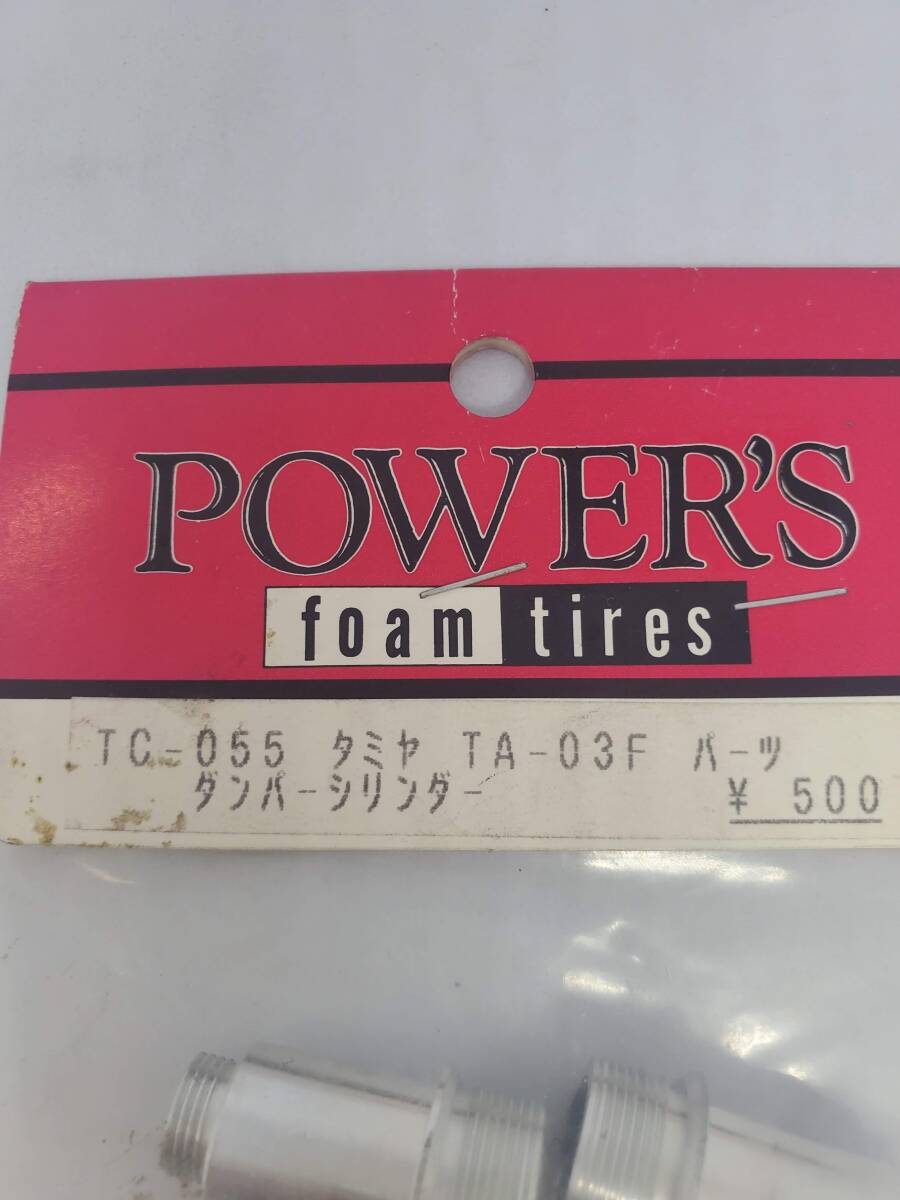 POWER'S
foam tires
TC-055 タミヤ TA-03F パーツ
ダンパーシリンダー ¥ 500